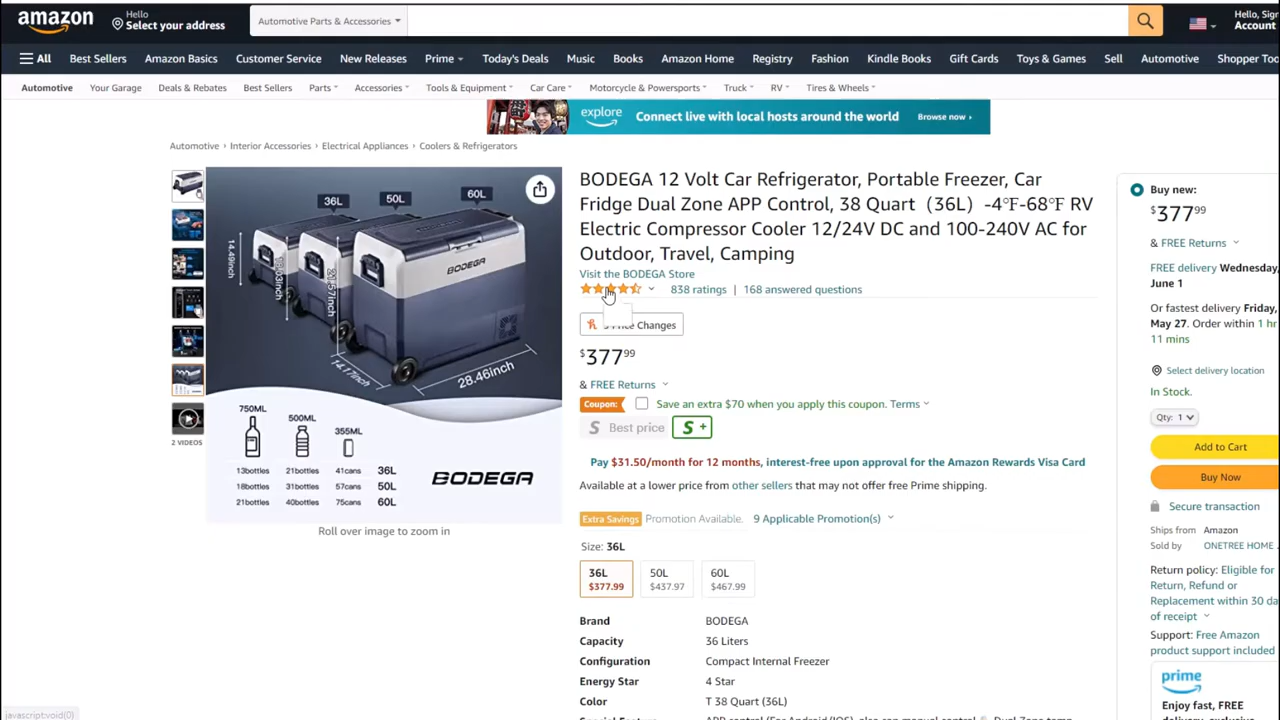 amazon
Hello
Select your address
Automotive Parts & Accessories
Hello, Sig
Account
All
Best Sellers
Amazon Basics
Customer Service
New Releases
Prime
Today's Deals
Music
Books
Amazon Home
Registry
Fashion
Kindle Books
Gift Cards
Toys & Games
Sell
Automotive
Shopper Too
Automotive
Your Garage
Deals & Rebates
Best Sellers
Parts
Accessories
Tools & Equipment
Car Care
Motorcycle & Powersports
Truck
RV
Tires & Wheels
explore
Connect live with local hosts around the world
Browse now ›
Automotive › Interior Accessories › Electrical Appliances › Coolers & Refrigerators
36L
50L
60L
14.49inch
BODEGA
14.17inch
28.46inch
750ML
500ML
355ML
13bottles 21bottles 41cans 36L
18bottles 31bottles 57cans 50L
21bottles 40bottles 75cans 60L
BODEGA
2 VIDEOS
Roll over image to zoom in
BODEGA 12 Volt Car Refrigerator, Portable Freezer, Car
Fridge Dual Zone APP Control, 38 Quart（36L）-4℉-68℉ RV
Electric Compressor Cooler 12/24V DC and 100-240V AC for
Outdoor, Travel, Camping
Visit the BODEGA Store
838 ratings | 168 answered questions
Price Changes
$377⁹⁹
& FREE Returns
Coupon: Save an extra $70 when you apply this coupon. Terms
S Best price
S +
Pay $31.50/month for 12 months, interest-free upon approval for the Amazon Rewards Visa Card
Available at a lower price from other sellers that may not offer free Prime shipping.
Extra Savings Promotion Available. 9 Applicable Promotion(s)
Size: 36L
36L
$377.99
50L
$437.97
60L
$467.99
Brand BODEGA
Capacity 36 Liters
Configuration Compact Internal Freezer
Energy Star 4 Star
Color T 38 Quart (36L)
Buy new:
$377⁹⁹
& FREE Returns
FREE delivery Wednesday,
June 1
Or fastest delivery Friday,
May 27. Order within 1 hr
11 mins
Select delivery location
In Stock.
Qty: 1
Add to Cart
Buy Now
Secure transaction
Ships from Amazon
Sold by ONETREE HOME
Return policy: Eligible for
Return, Refund or
Replacement within 30 da
of receipt
Support: Free Amazon
product support included
prime
Enjoy fast, FREE
javascript:void(0)